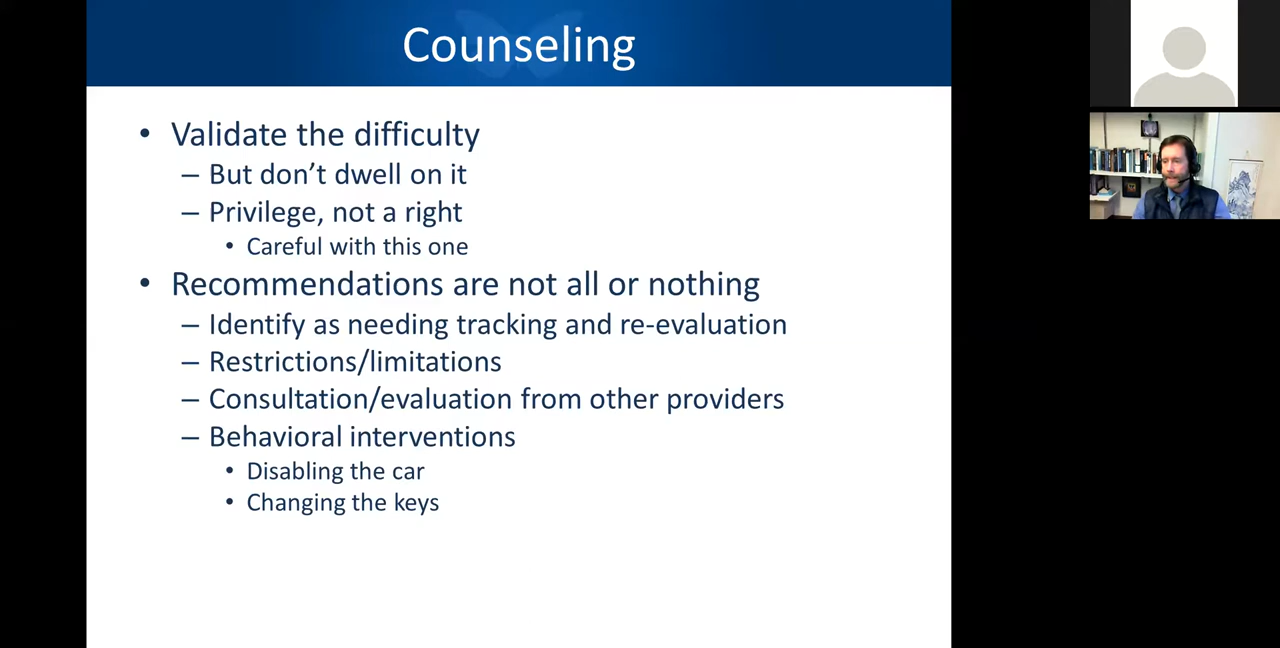 Counseling
• Validate the difficulty
– But don’t dwell on it
– Privilege, not a right
• Careful with this one
• Recommendations are not all or nothing
– Identify as needing tracking and re-evaluation
– Restrictions/limitations
– Consultation/evaluation from other providers
– Behavioral interventions
• Disabling the car
• Changing the keys